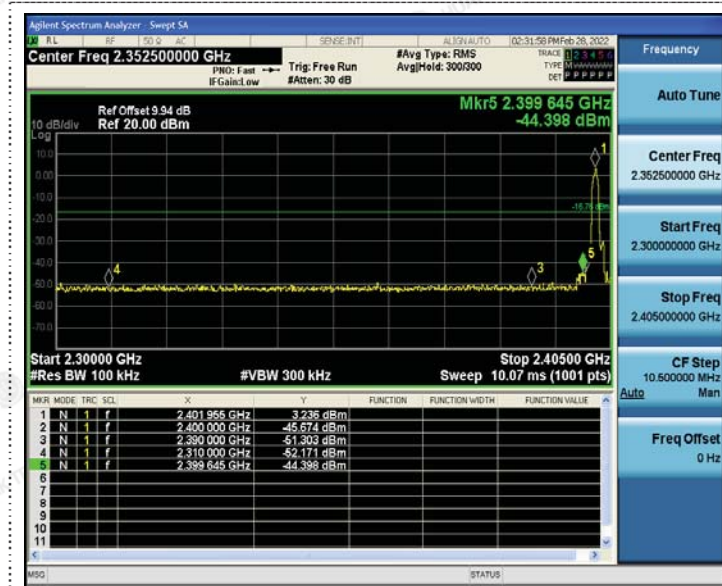 Agilent Spectrum Analyzer - Swept SA
RL RF 50 Ω AC SENSE:INT ALIGN AUTO 02:31:58 PM Feb 28, 2022
Center Freq 2.352500000 GHz
PNO: Fast
IFGain:Low
Trig: Free Run
#Atten: 30 dB
#Avg Type: RMS
Avg|Hold: 300/300
TRACE 1 2 3 4 5 6
TYPE M
DET P P P P P P
Mkr5 2.399 645 GHz
-44.398 dBm
Ref Offset 9.94 dB
10 dB/div Ref 20.00 dBm
Log
10.0
0.00
-10.0
-20.0
-30.0
-40.0
-50.0
-60.0
-70.0
1
5
3
4
Start 2.30000 GHz Stop 2.40500 GHz
#Res BW 100 kHz #VBW 300 kHz Sweep 10.07 ms (1001 pts)
MKR MODE TRC SCL X Y FUNCTION FUNCTION WIDTH FUNCTION VALUE
1 N 1 f 2.401 955 GHz 3.236 dBm
2 N 1 f 2.400 000 GHz -45.574 dBm
3 N 1 f 2.390 000 GHz -51.303 dBm
4 N 1 f 2.310 000 GHz -52.171 dBm
5 N 1 f 2.399 645 GHz -44.398 dBm
6
7
8
9
10
11
MSG STATUS
Frequency
Auto Tune
Center Freq
2.352500000 GHz
Start Freq
2.300000000 GHz
Stop Freq
2.405000000 GHz
CF Step
10.500000 MHz
Auto Man
Freq Offset
0 Hz